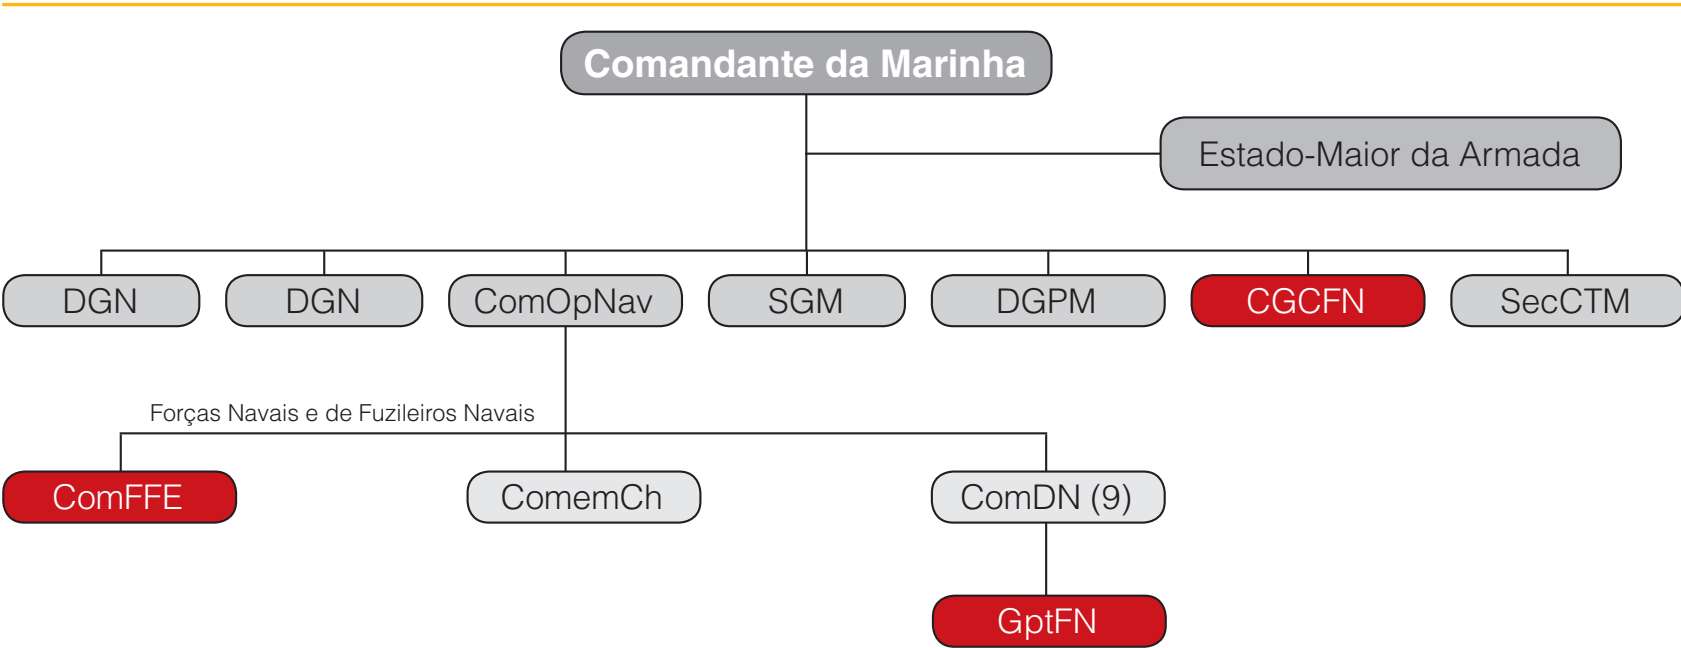 Comandante da Marinha
Estado-Maior da Armada
DGN
DGN
ComOpNav
SGM
DGPM
CGCFN
SecCTM
Forças Navais e de Fuzileiros Navais
ComFFE
ComemCh
ComDN (9)
GptFN